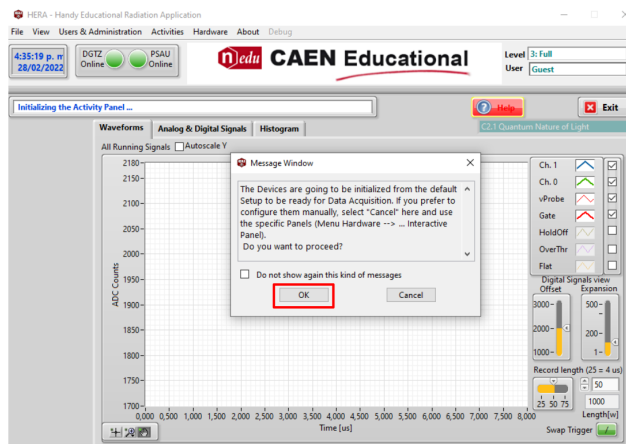 HERA - Handy Educational Radiation Application
File View Users & Administration Activities Hardware About Debug
4:35:19 p. m
28/02/2022
DGTZ
Online
PSAU
Online
n edu CAEN Educational
Level 3: Full
User Guest
Initializing the Activity Panel ...
Help
Exit
Waveforms Analog & Digital Signals Histogram
C2.1 Quantum Nature of Light
All Running Signals Autoscale Y
ADC Counts
2180
2150
2100
2050
2000
1950
1900
1850
1800
1750
1700
0,000 0,500 1,000 1,500 2,000 2,500 3,000 3,500 4,000 4,500 5,000 5,500 6,000 6,500 7,000 7,500 8,000
Time [us]
Message Window
The Devices are going to be initialized from the default
Setup to be ready for Data Acquisition. If you prefer to
configure them manually, select "Cancel" here and use
the specific Panels (Menu Hardware --> ... Interactive
Panel).
Do you want to proceed?
Do not show again this kind of messages
OK Cancel
Ch. 1
Ch. 0
vProbe
Gate
HoldOff
OverThr
Flat
Digital Signals view
Offset Expansion
3000 500
2000 200
1000 1
Record length (25 = 4 us)
25 50 75
50
1000
Length[w]
Swap Trigger